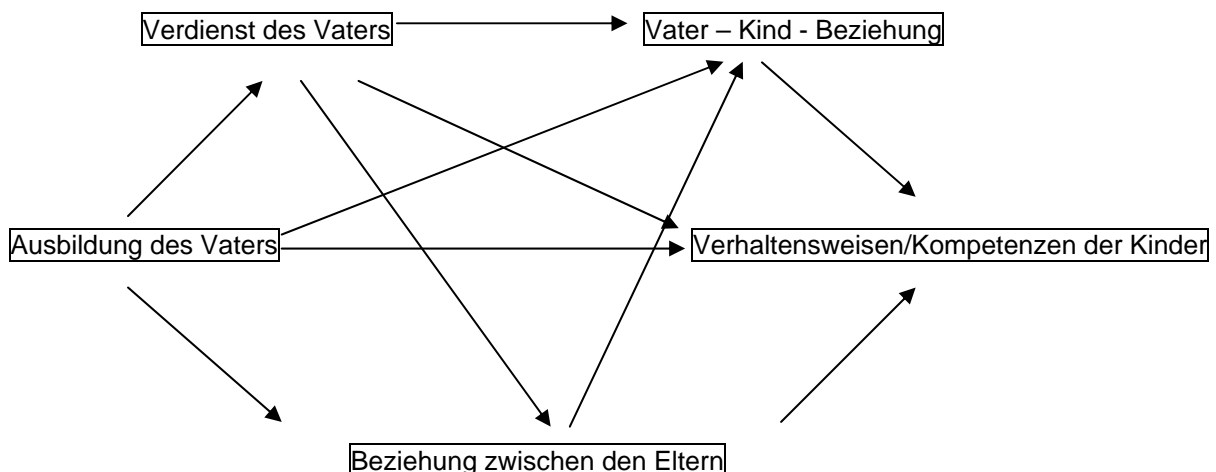 Verdienst des Vaters
Vater – Kind - Beziehung
Ausbildung des Vaters
Verhaltensweisen/Kompetenzen der Kinder
Beziehung zwischen den Eltern